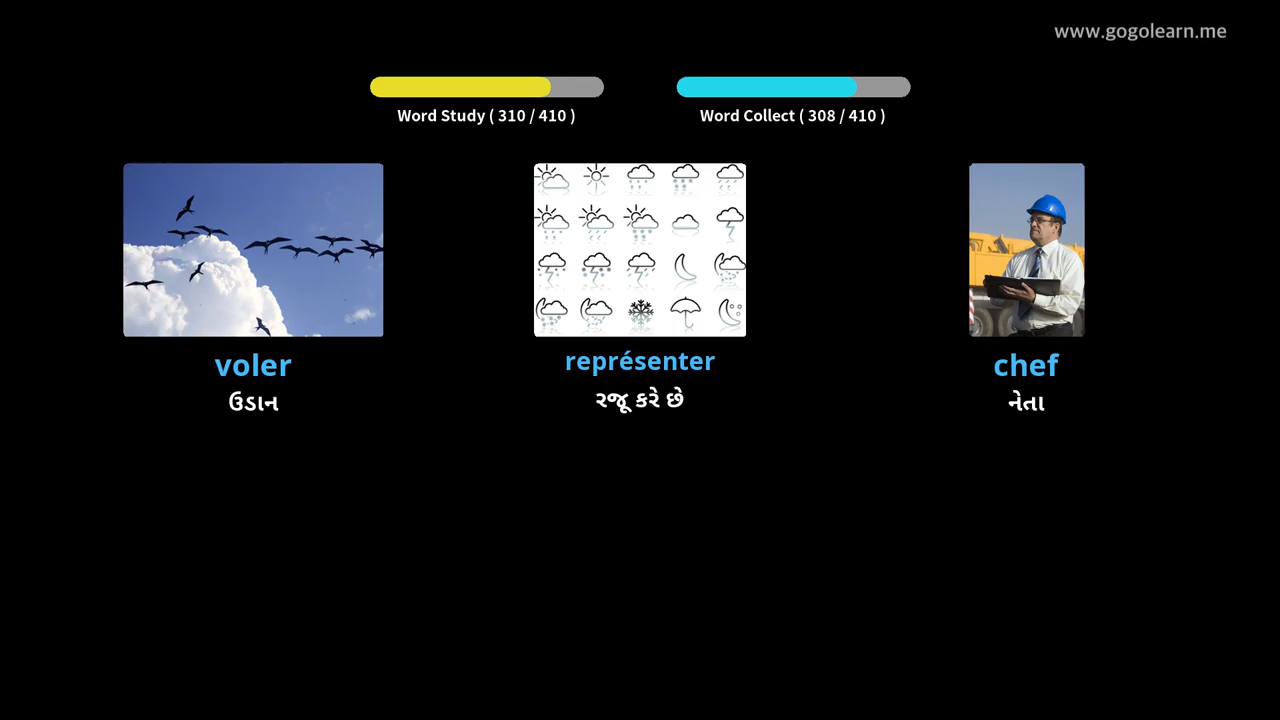 www.gogolearn.me
Word Study ( 310 / 410 )
Word Collect ( 308 / 410 )
voler
représenter
chef
ઉડાન
રજૂ કરે છે
નેતા